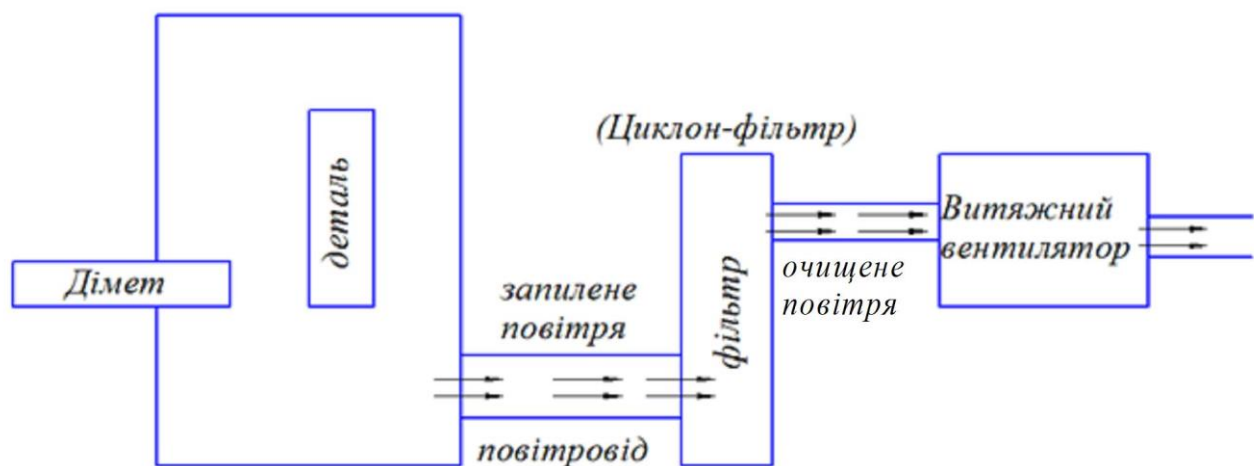 (Циклон-фільтр)
деталь
Дімет
запилене
повітря
повітровід
фільтр
очищене
повітря
Витяжний
вентилятор